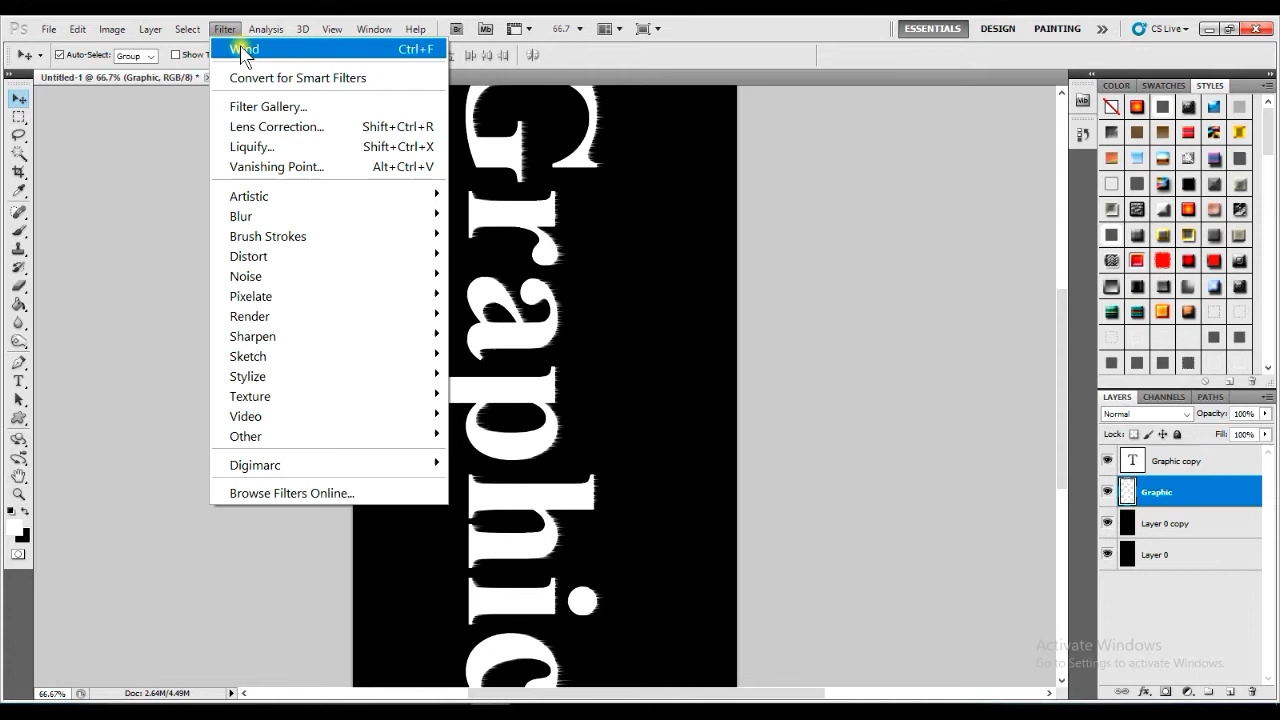 Ps File Edit Image Layer Select Filter Analysis 3D View Window Help Br Mb 66.7 ESSENTIALS DESIGN PAINTING CS Live
Auto-Select: Group
Untitled-1 @ 66.7% (Graphic, RGB/8) *
Wind Ctrl+F
Convert for Smart Filters
Filter Gallery...
Lens Correction... Shift+Ctrl+R
Liquify... Shift+Ctrl+X
Vanishing Point... Alt+Ctrl+V
Artistic
Blur
Brush Strokes
Distort
Noise
Pixelate
Render
Sharpen
Sketch
Stylize
Texture
Video
Other
Digimarc
Browse Filters Online...
Graphic
Mb
COLOR SWATCHES STYLES
LAYERS CHANNELS PATHS
Normal Opacity: 100%
Lock: Fill: 100%
T Graphic copy
Graphic
Layer 0 copy
Layer 0
Activate Windows
Go to Settings to activate Windows.
66.67% Doc: 2.64M/4.49M